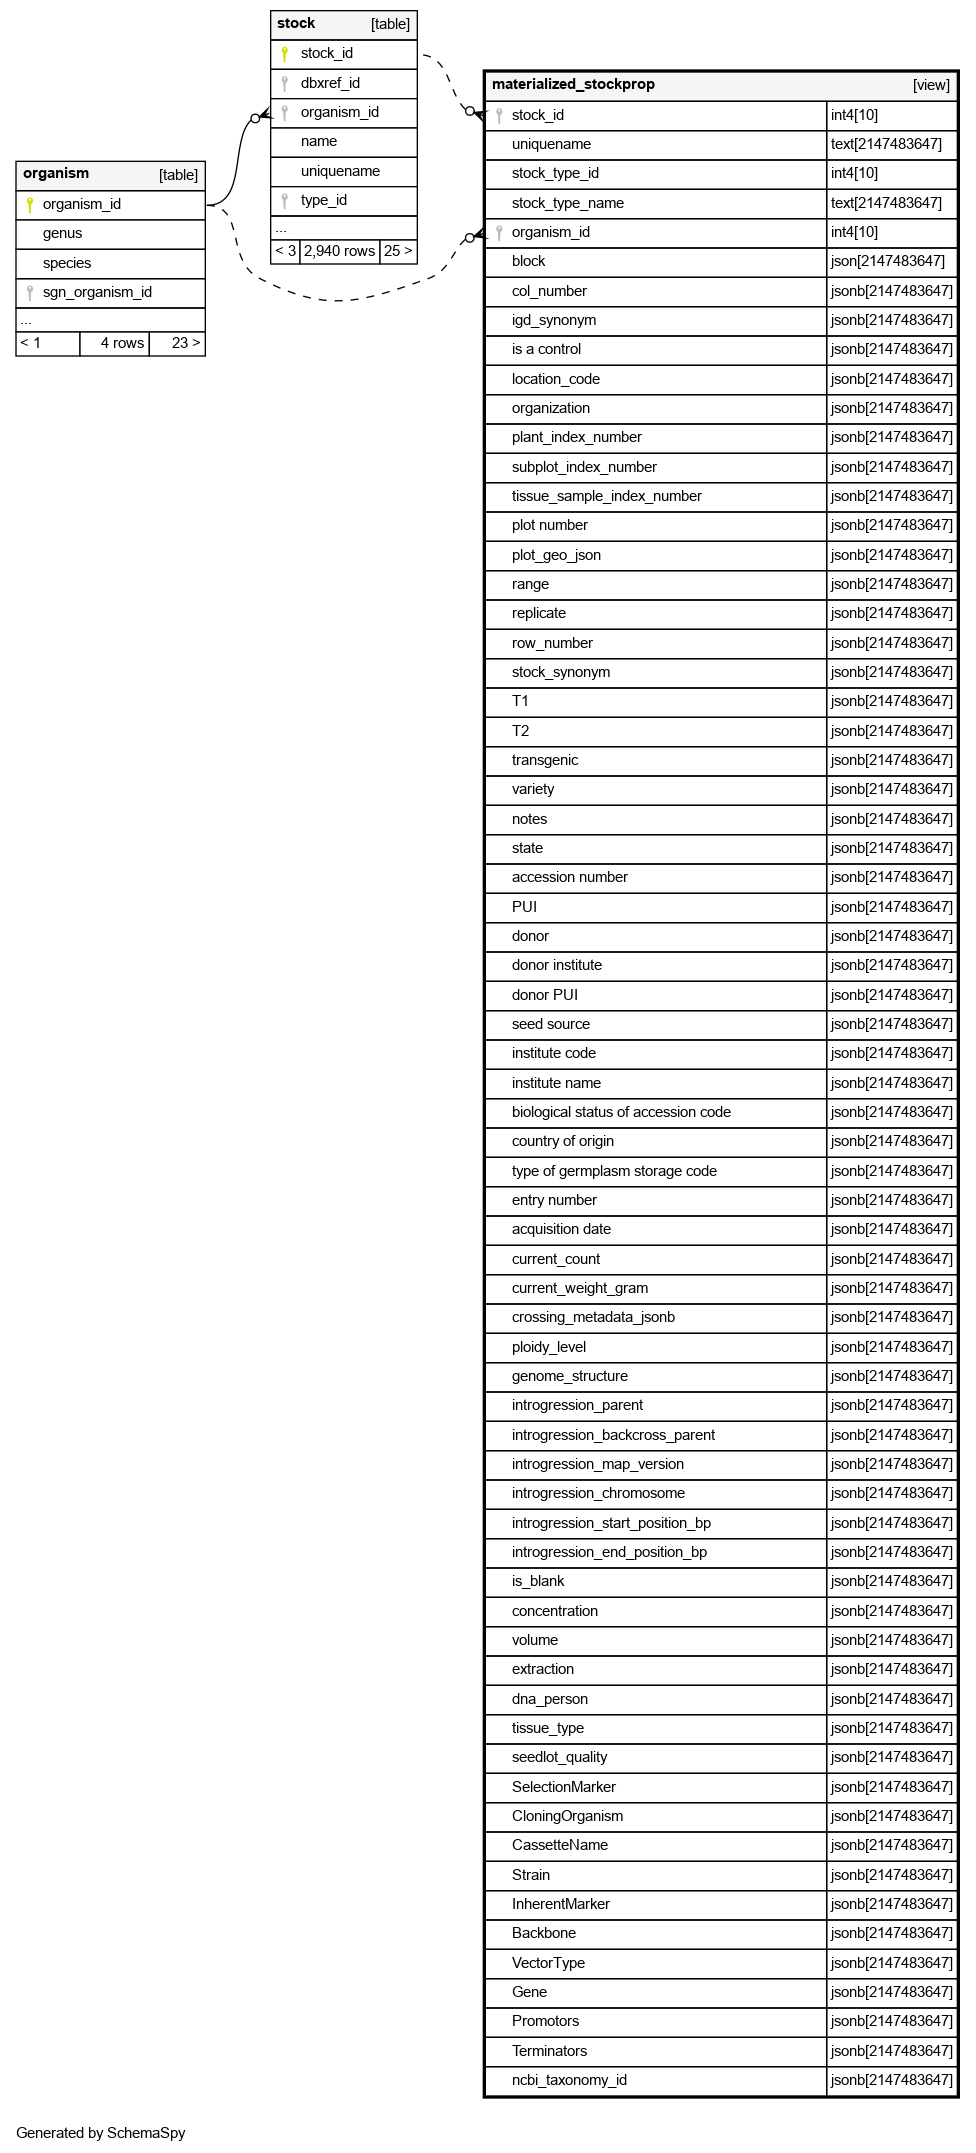 stock [table]
stock_id
dbxref_id
organism_id
name
uniquename
type_id
...
< 3 2,940 rows 25 >
organism [table]
organism_id
genus
species
sgn_organism_id
...
< 1 4 rows 23 >
materialized_stockprop [view]
stock_id int4[10]
uniquename text[2147483647]
stock_type_id int4[10]
stock_type_name text[2147483647]
organism_id int4[10]
block json[2147483647]
col_number jsonb[2147483647]
igd_synonym jsonb[2147483647]
is a control jsonb[2147483647]
location_code jsonb[2147483647]
organization jsonb[2147483647]
plant_index_number jsonb[2147483647]
subplot_index_number jsonb[2147483647]
tissue_sample_index_number jsonb[2147483647]
plot number jsonb[2147483647]
plot_geo_json jsonb[2147483647]
range jsonb[2147483647]
replicate jsonb[2147483647]
row_number jsonb[2147483647]
stock_synonym jsonb[2147483647]
T1 jsonb[2147483647]
T2 jsonb[2147483647]
transgenic jsonb[2147483647]
variety jsonb[2147483647]
notes jsonb[2147483647]
state jsonb[2147483647]
accession number jsonb[2147483647]
PUI jsonb[2147483647]
donor jsonb[2147483647]
donor institute jsonb[2147483647]
donor PUI jsonb[2147483647]
seed source jsonb[2147483647]
institute code jsonb[2147483647]
institute name jsonb[2147483647]
biological status of accession code jsonb[2147483647]
country of origin jsonb[2147483647]
type of germplasm storage code jsonb[2147483647]
entry number jsonb[2147483647]
acquisition date jsonb[2147483647]
current_count jsonb[2147483647]
current_weight_gram jsonb[2147483647]
crossing_metadata_jsonb jsonb[2147483647]
ploidy_level jsonb[2147483647]
genome_structure jsonb[2147483647]
introgression_parent jsonb[2147483647]
introgression_backcross_parent jsonb[2147483647]
introgression_map_version jsonb[2147483647]
introgression_chromosome jsonb[2147483647]
introgression_start_position_bp jsonb[2147483647]
introgression_end_position_bp jsonb[2147483647]
is_blank jsonb[2147483647]
concentration jsonb[2147483647]
volume jsonb[2147483647]
extraction jsonb[2147483647]
dna_person jsonb[2147483647]
tissue_type jsonb[2147483647]
seedlot_quality jsonb[2147483647]
SelectionMarker jsonb[2147483647]
CloningOrganism jsonb[2147483647]
CassetteName jsonb[2147483647]
Strain jsonb[2147483647]
InherentMarker jsonb[2147483647]
Backbone jsonb[2147483647]
VectorType jsonb[2147483647]
Gene jsonb[2147483647]
Promotors jsonb[2147483647]
Terminators jsonb[2147483647]
ncbi_taxonomy_id jsonb[2147483647]
Generated by SchemaSpy